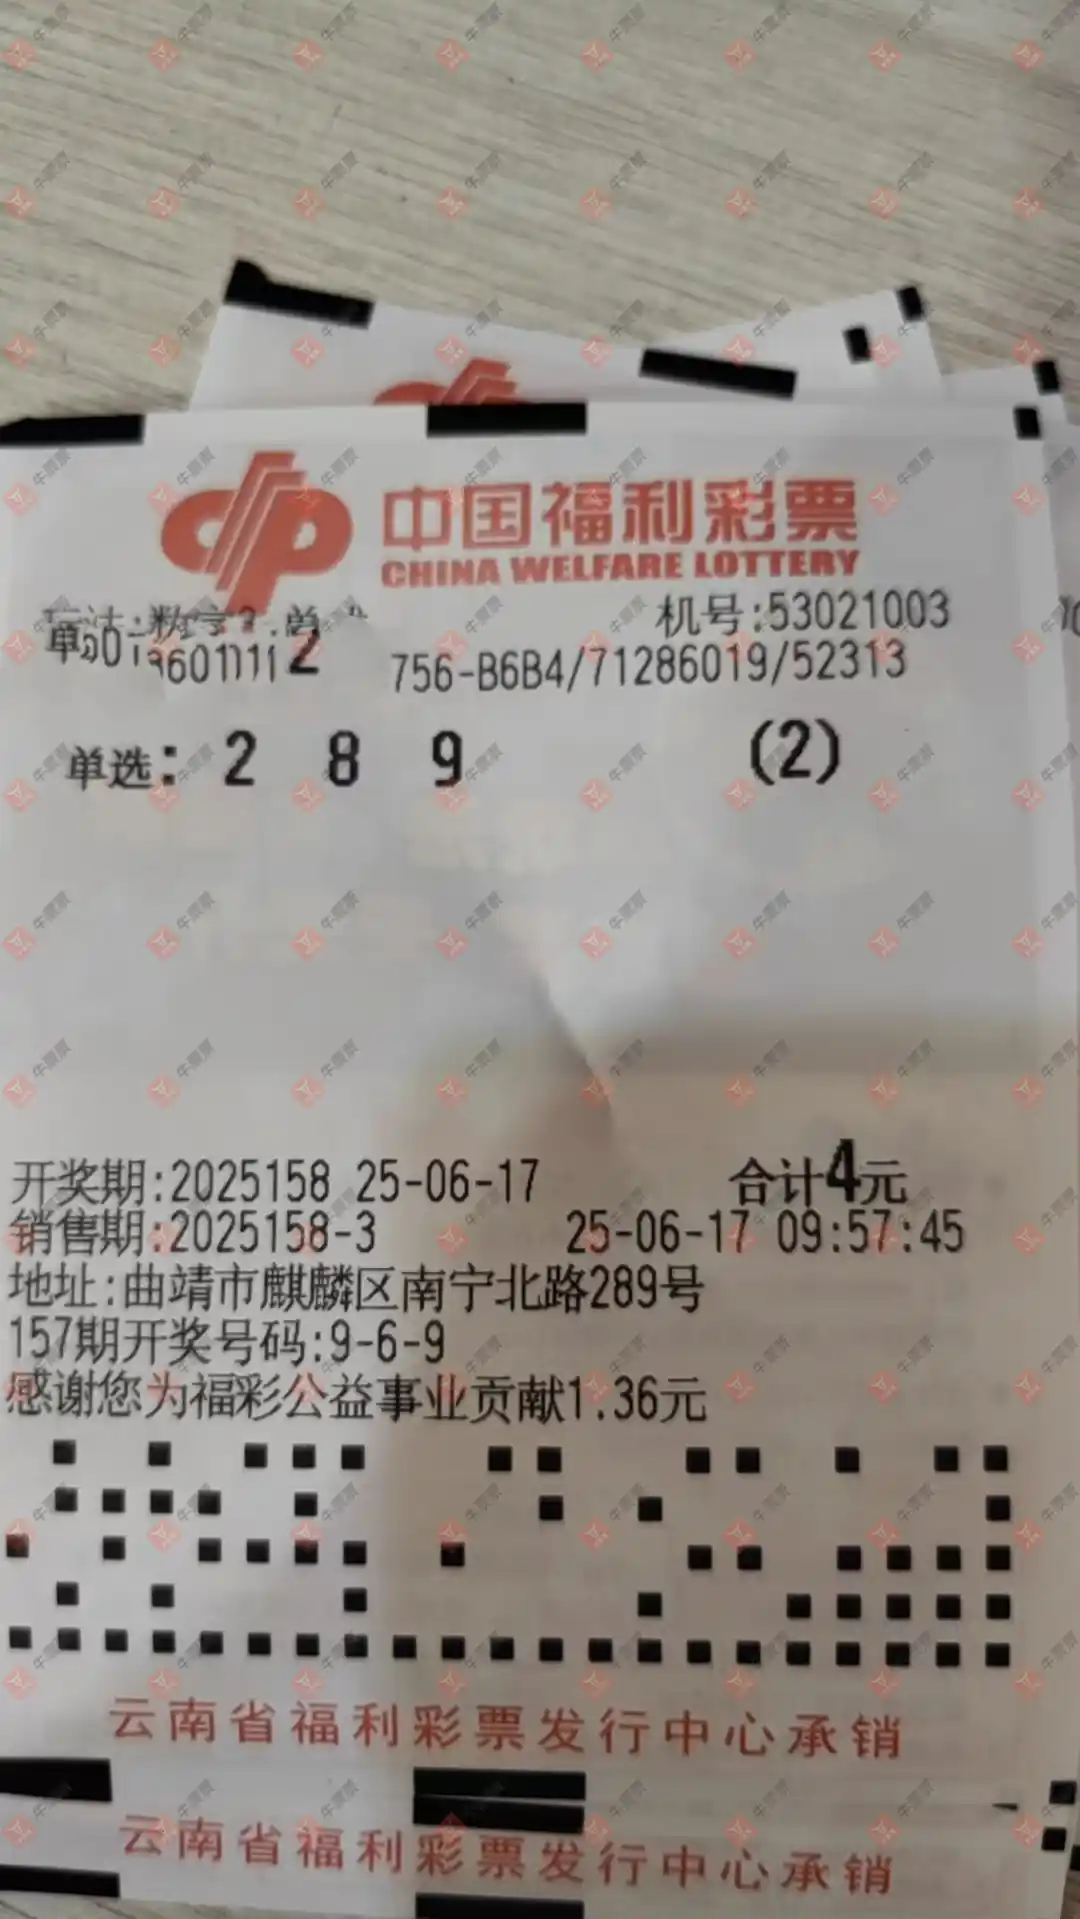 中国福利彩票
CHINA WELFARE LOTTERY
机号:53021003
2 756-B6B4/71286019/52313
单选: 2 8 9 (2)
开奖期:2025158 25-06-17 合计4元
销售期:2025158-3 25-06-17 09:57:45
地址:曲靖市麒麟区南宁北路289号
157期开奖号码:9-6-9
感谢您为福彩公益事业贡献1.36元
云南省福利彩票发行中心承销
云南省福利彩票发行中心承销